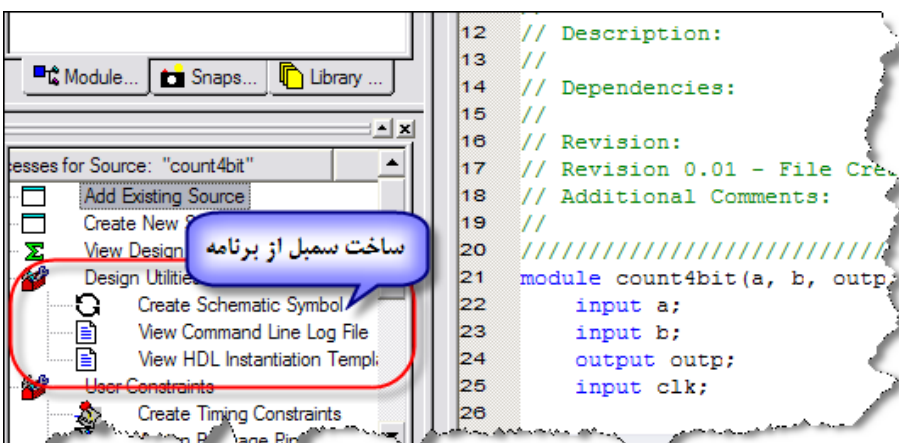 Module...
Snaps...
Library ...
esses for Source: "count4bit"
Add Existing Source
Create New
View Design
Design Utilitie
Create Schematic Symbol
View Command Line Log File
View HDL Instantiation Templa
User Constraints
Create Timing Constraints
ساخت سمبل از برنامه
12 // Description:
13 //
14 // Dependencies:
15 //
16 // Revision:
17 // Revision 0.01 - File Cre
18 // Additional Comments:
19 //
20 ////////////////////////////
21 module count4bit(a, b, outp
22 input a;
23 input b;
24 output outp;
25 input clk;
26